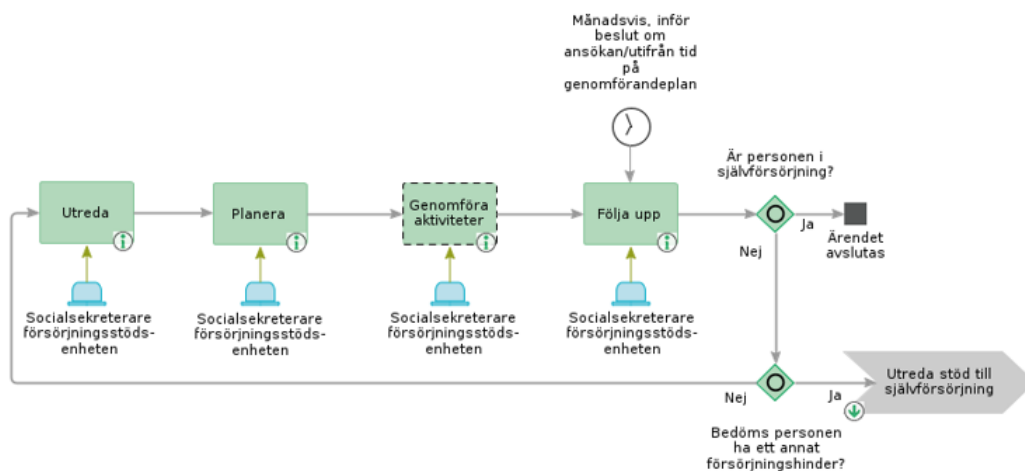 Månadsvis, inför
beslut om
ansökan/utifrån tid
på
genomförandeplan
Är personen i
självförsörjning?
Utreda
Planera
Genomföra
aktiviteter
Följa upp
Ja
Nej
Ärendet
avslutas
Socialsekreterare
försörjningsstöds-
enheten
Socialsekreterare
försörjningsstöds-
enheten
Socialsekreterare
försörjningsstöds-
enheten
Socialsekreterare
försörjningsstöds-
enheten
Utreda stöd till
självförsörjning
Nej
Ja
Bedöms personen
ha ett annat
försörjningshinder?